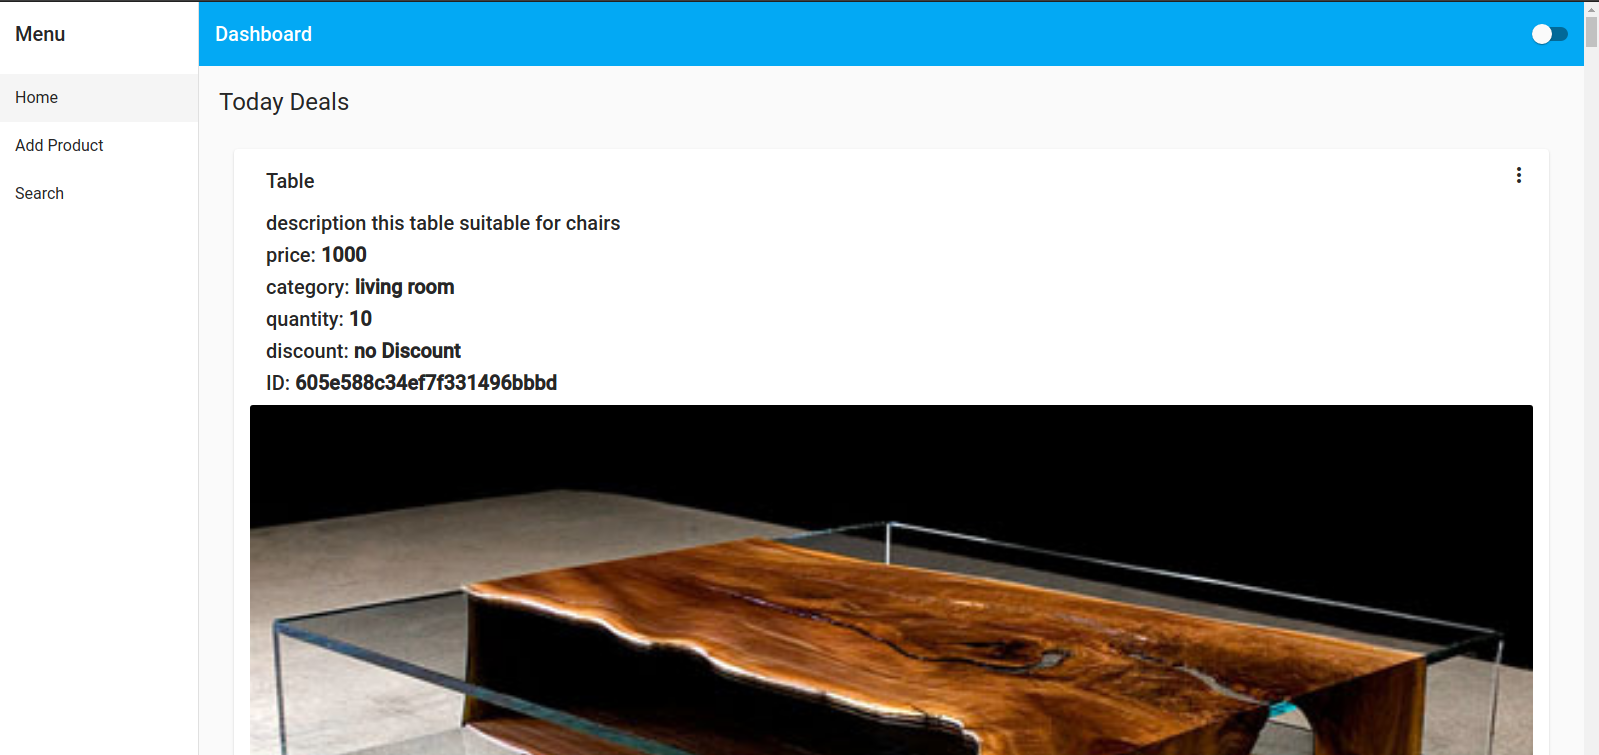 Menu
Dashboard
Home
Add Product
Search
Today Deals
Table
description this table suitable for chairs
price: 1000
category: living room
quantity: 10
discount: no Discount
ID: 605e588c34ef7f331496bbbd